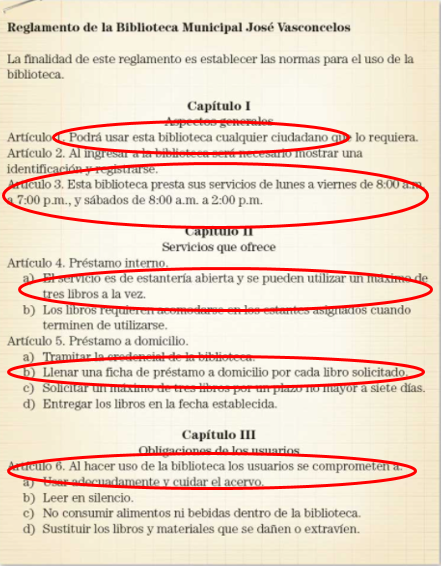 Reglamento de la Biblioteca Municipal José Vasconcelos
La finalidad de este reglamento es establecer las normas para el uso de la
biblioteca.
Capítulo I
Aspectos generales
Artículo 1. Podrá usar esta biblioteca cualquier ciudadano que lo requiera.
Artículo 2. Al ingresar a la biblioteca será necesario mostrar una
identificación y registrarse.
Artículo 3. Esta biblioteca presta sus servicios de lunes a viernes de 8:00 a.m.
a 7:00 p.m., y sábados de 8:00 a.m. a 2:00 p.m.
Capítulo II
Servicios que ofrece
Artículo 4. Préstamo interno.
a) El servicio es de estantería abierta y se pueden utilizar un máximo de
tres libros a la vez.
b) Los libros requieren acomodarse en los estantes asignados cuando
terminen de utilizarse.
Artículo 5. Préstamo a domicilio.
a) Tramitar la credencial de la biblioteca.
b) Llenar una ficha de préstamo a domicilio por cada libro solicitado.
c) Solicitar un máximo de tres libros por un plazo no mayor a siete días.
d) Entregar los libros en la fecha establecida.
Capítulo III
Obligaciones de los usuarios
Artículo 6. Al hacer uso de la biblioteca los usuarios se comprometen a:
a) Usar adecuadamente y cuidar el acervo.
b) Leer en silencio.
c) No consumir alimentos ni bebidas dentro de la biblioteca.
d) Sustituir los libros y materiales que se dañen o extravíen.